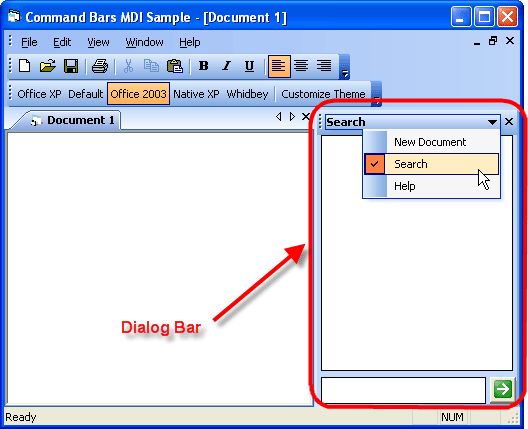 Command Bars MDI Sample - [Document 1]
File Edit View Window Help
B I U
Office XP Default Office 2003 Native XP Whidbey Customize Theme
Document 1
Search
New Document
Search
Help
Dialog Bar
Ready NUM